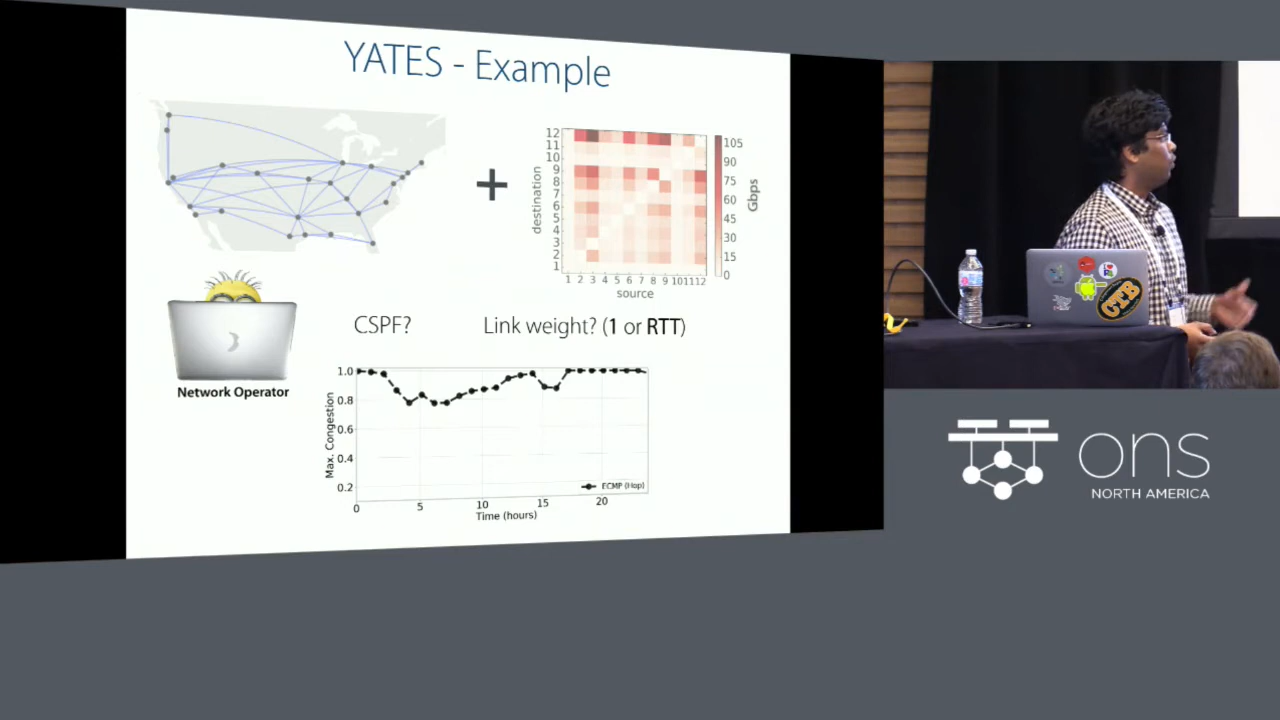 YATES - Example
12
11
10
9
8
7
6
5
4
3
2
1
destination
1 2 3 4 5 6 7 8 9 101112
source
105
90
75
60
45
30
15
0
Gbps
Network Operator
CSPF?
Link weight? (1 or RTT)
1.0
0.8
0.6
0.4
0.2
Max. Congestion
ECMP (Hop)
0 5 10 15 20
Time (hours)
CTB
ons
NORTH AMERICA